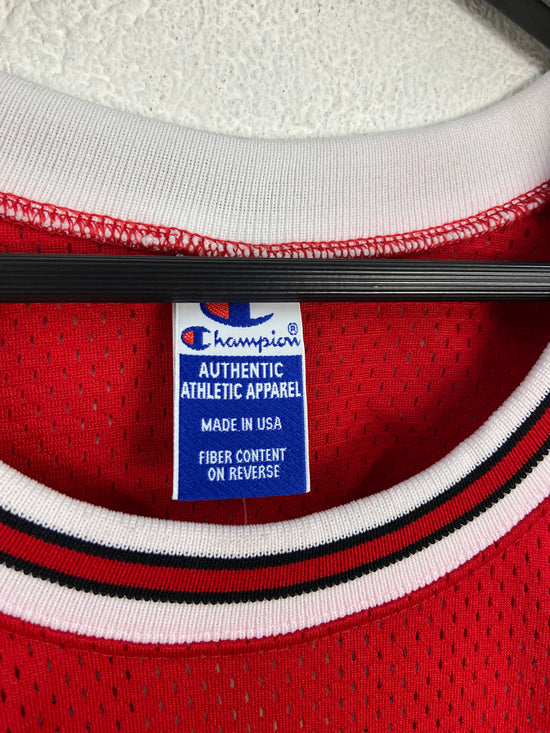 Champion®
AUTHENTIC
ATHLETIC APPAREL
MADE IN USA
FIBER CONTENT
ON REVERSE